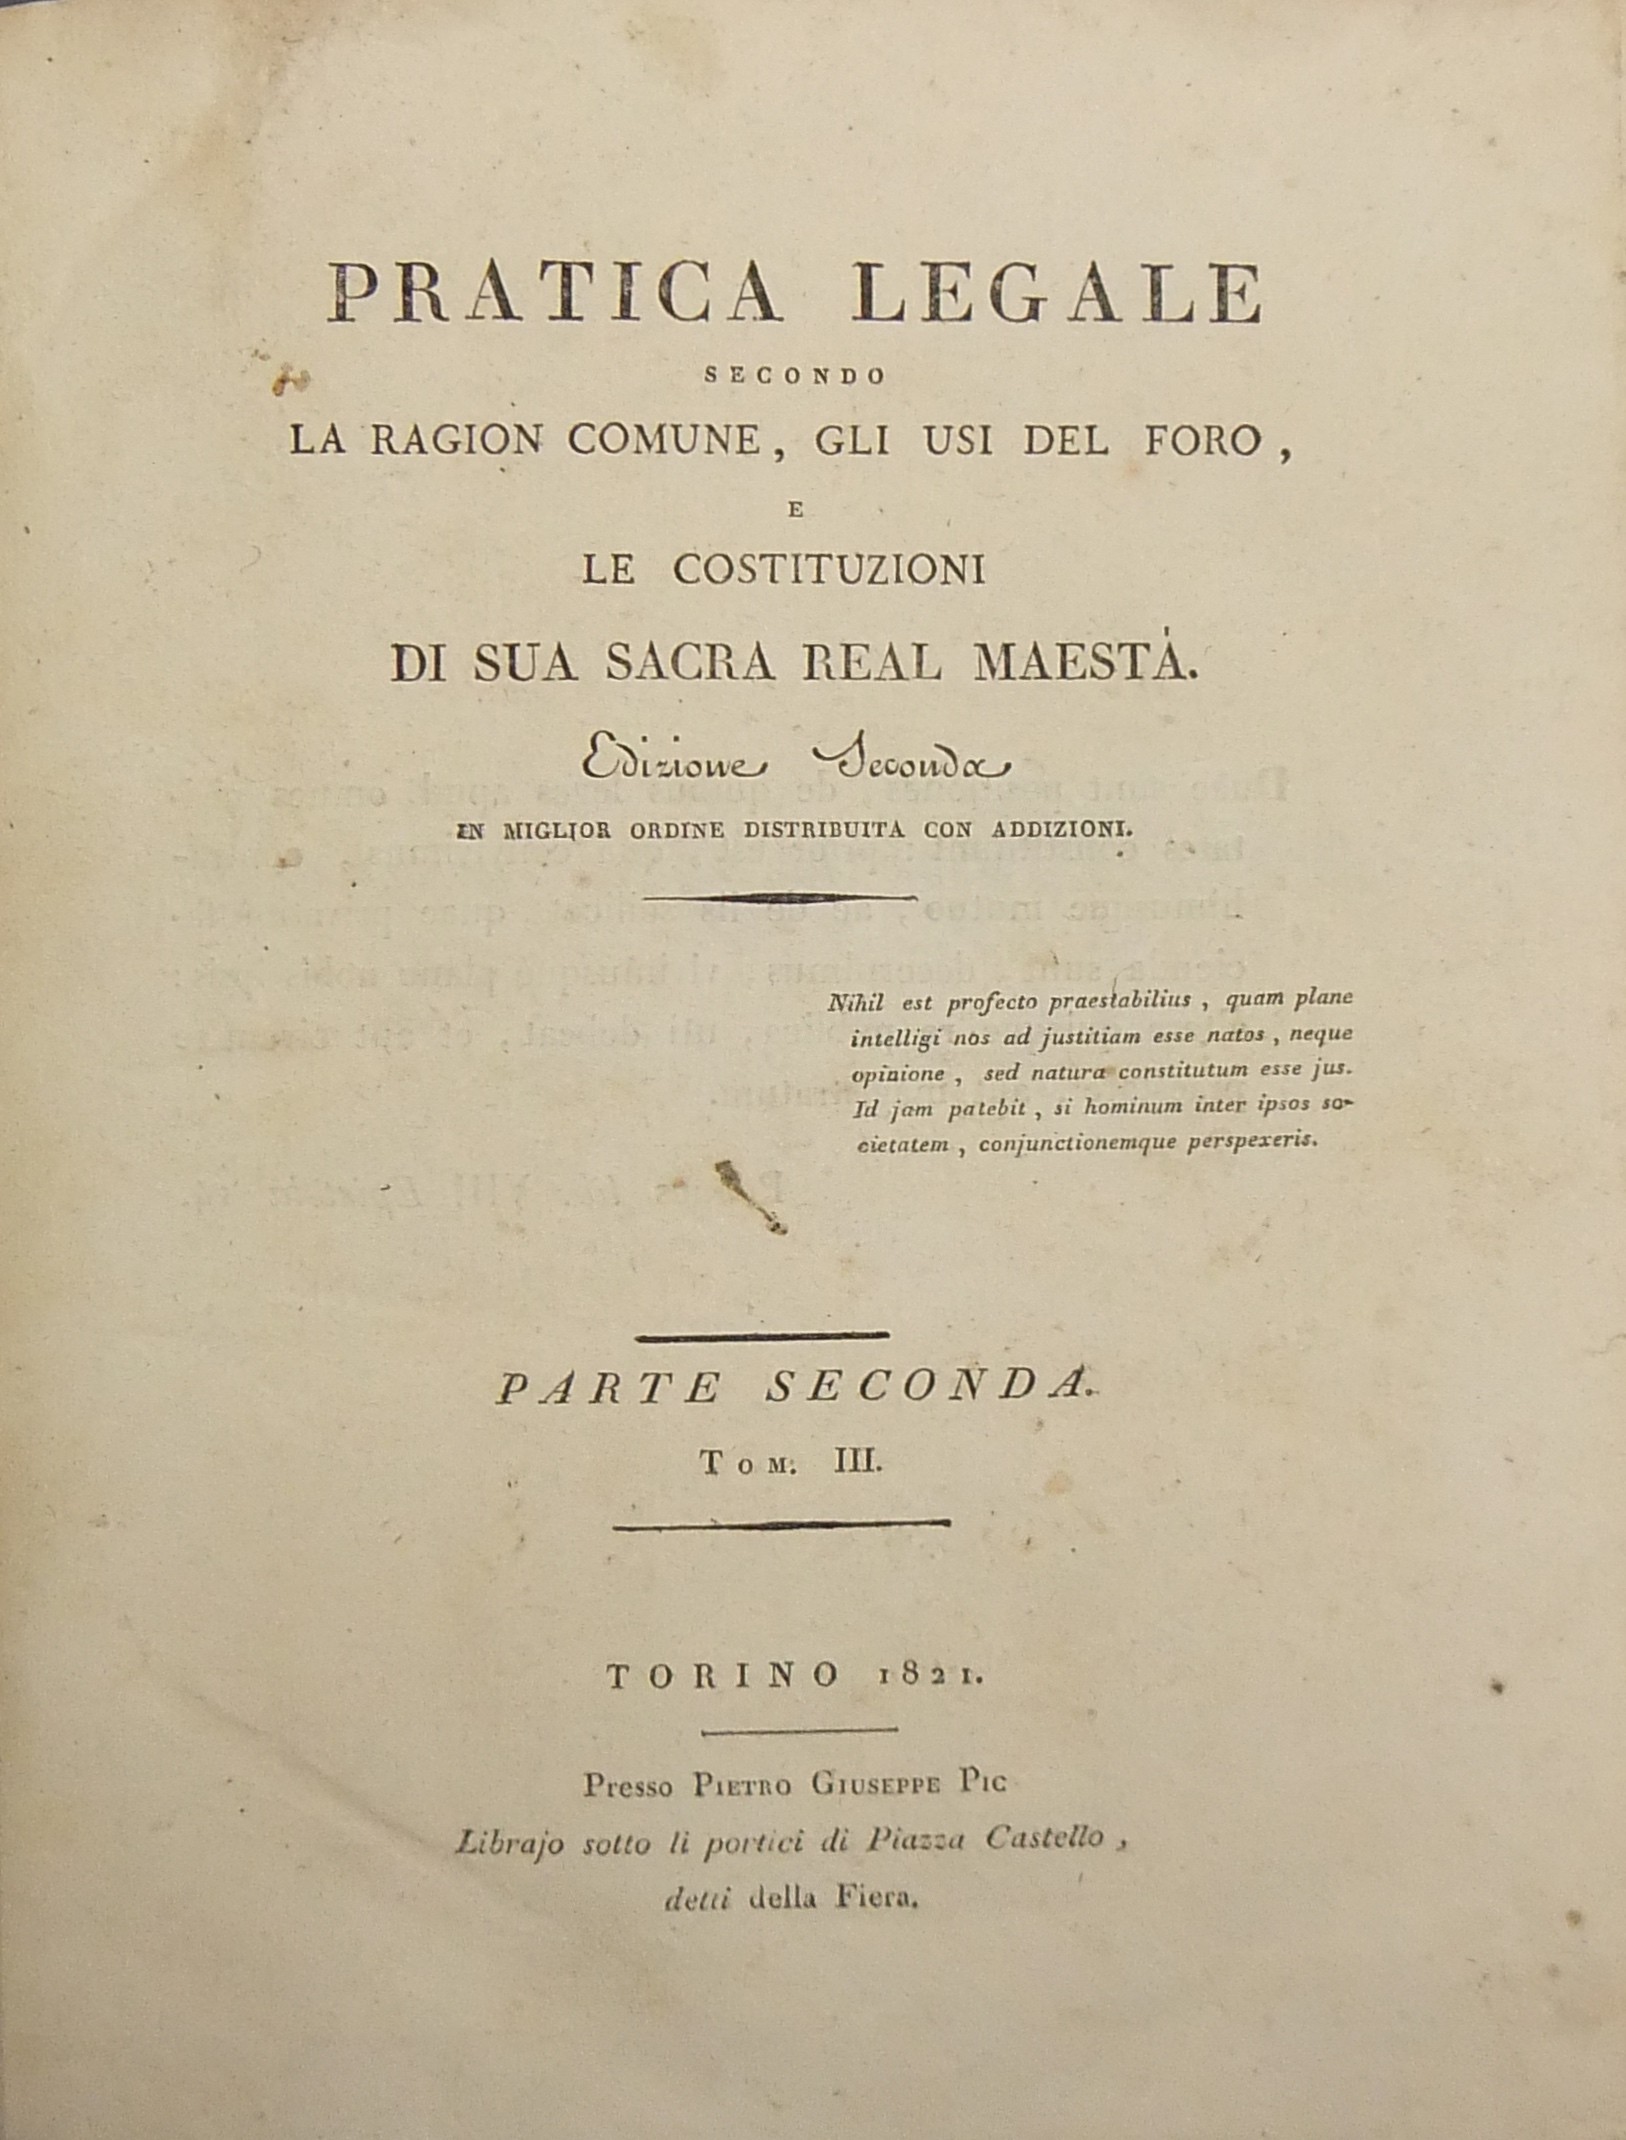 PRATICA LEGALE
SECONDO
LA RAGION COMUNE, GLI USI DEL FORO,
E
LE COSTITUZIONI
DI SUA SACRA REAL MAESTÀ.
Edizione Seconda
IN MIGLIOR ORDINE DISTRIBUITA CON ADDIZIONI.
Nihil est profecto praestabilius, quam plane
intelligi nos ad justitiam esse natos, neque
opinione, sed natura constitutum esse jus.
Id jam patebit, si hominum inter ipsos so-
cietatem, conjunctionemque perspexeris.
PARTE SECONDA.
TOM. III.
TORINO 1821.
Presso PIETRO GIUSEPPE PIC
Librajo sotto li portici di Piazza Castello,
detti della Fiera.